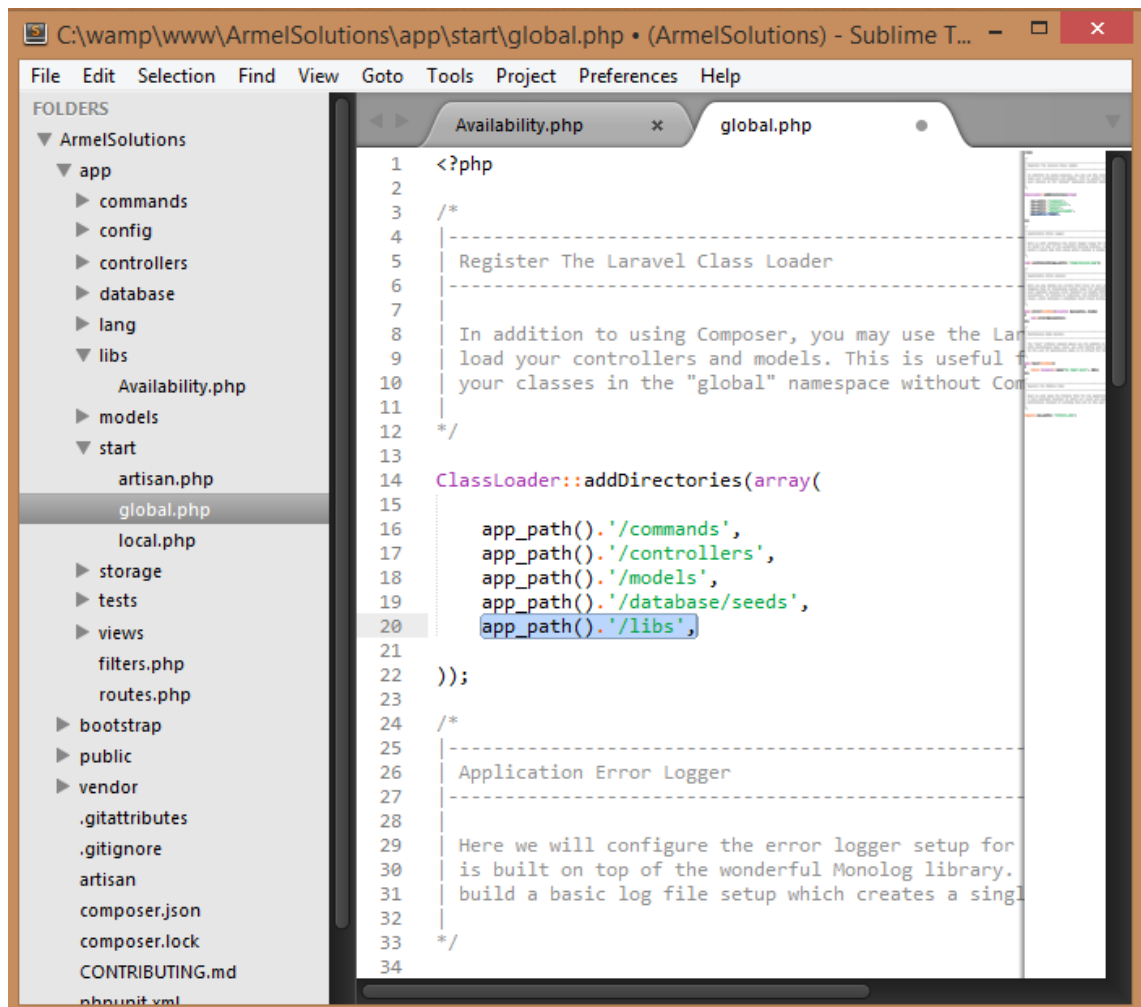 C:\wamp\www\ArmelSolutions\app\start\global.php • (ArmelSolutions) - Sublime T...
File Edit Selection Find View Goto Tools Project Preferences Help
FOLDERS
ArmelSolutions
app
commands
config
controllers
database
lang
libs
Availability.php
models
start
artisan.php
global.php
local.php
storage
tests
views
filters.php
routes.php
bootstrap
public
vendor
.gitattributes
.gitignore
artisan
composer.json
composer.lock
CONTRIBUTING.md
phpunit.xml
Availability.php × global.php
1 <?php
2
3 /*
4 |-----------------------------------------------------
5 | Register The Laravel Class Loader
6 |-----------------------------------------------------
7 |
8 | In addition to using Composer, you may use the Lar
9 | load your controllers and models. This is useful f
10 | your classes in the "global" namespace without Com
11 |
12 */
13
14 ClassLoader::addDirectories(array(
15
16 app_path().'/commands',
17 app_path().'/controllers',
18 app_path().'/models',
19 app_path().'/database/seeds',
20 app_path().'/libs',
21
22 ));
23
24 /*
25 |-----------------------------------------------------
26 | Application Error Logger
27 |-----------------------------------------------------
28 |
29 | Here we will configure the error logger setup for
30 | is built on top of the wonderful Monolog library.
31 | build a basic log file setup which creates a singl
32 |
33 */
34